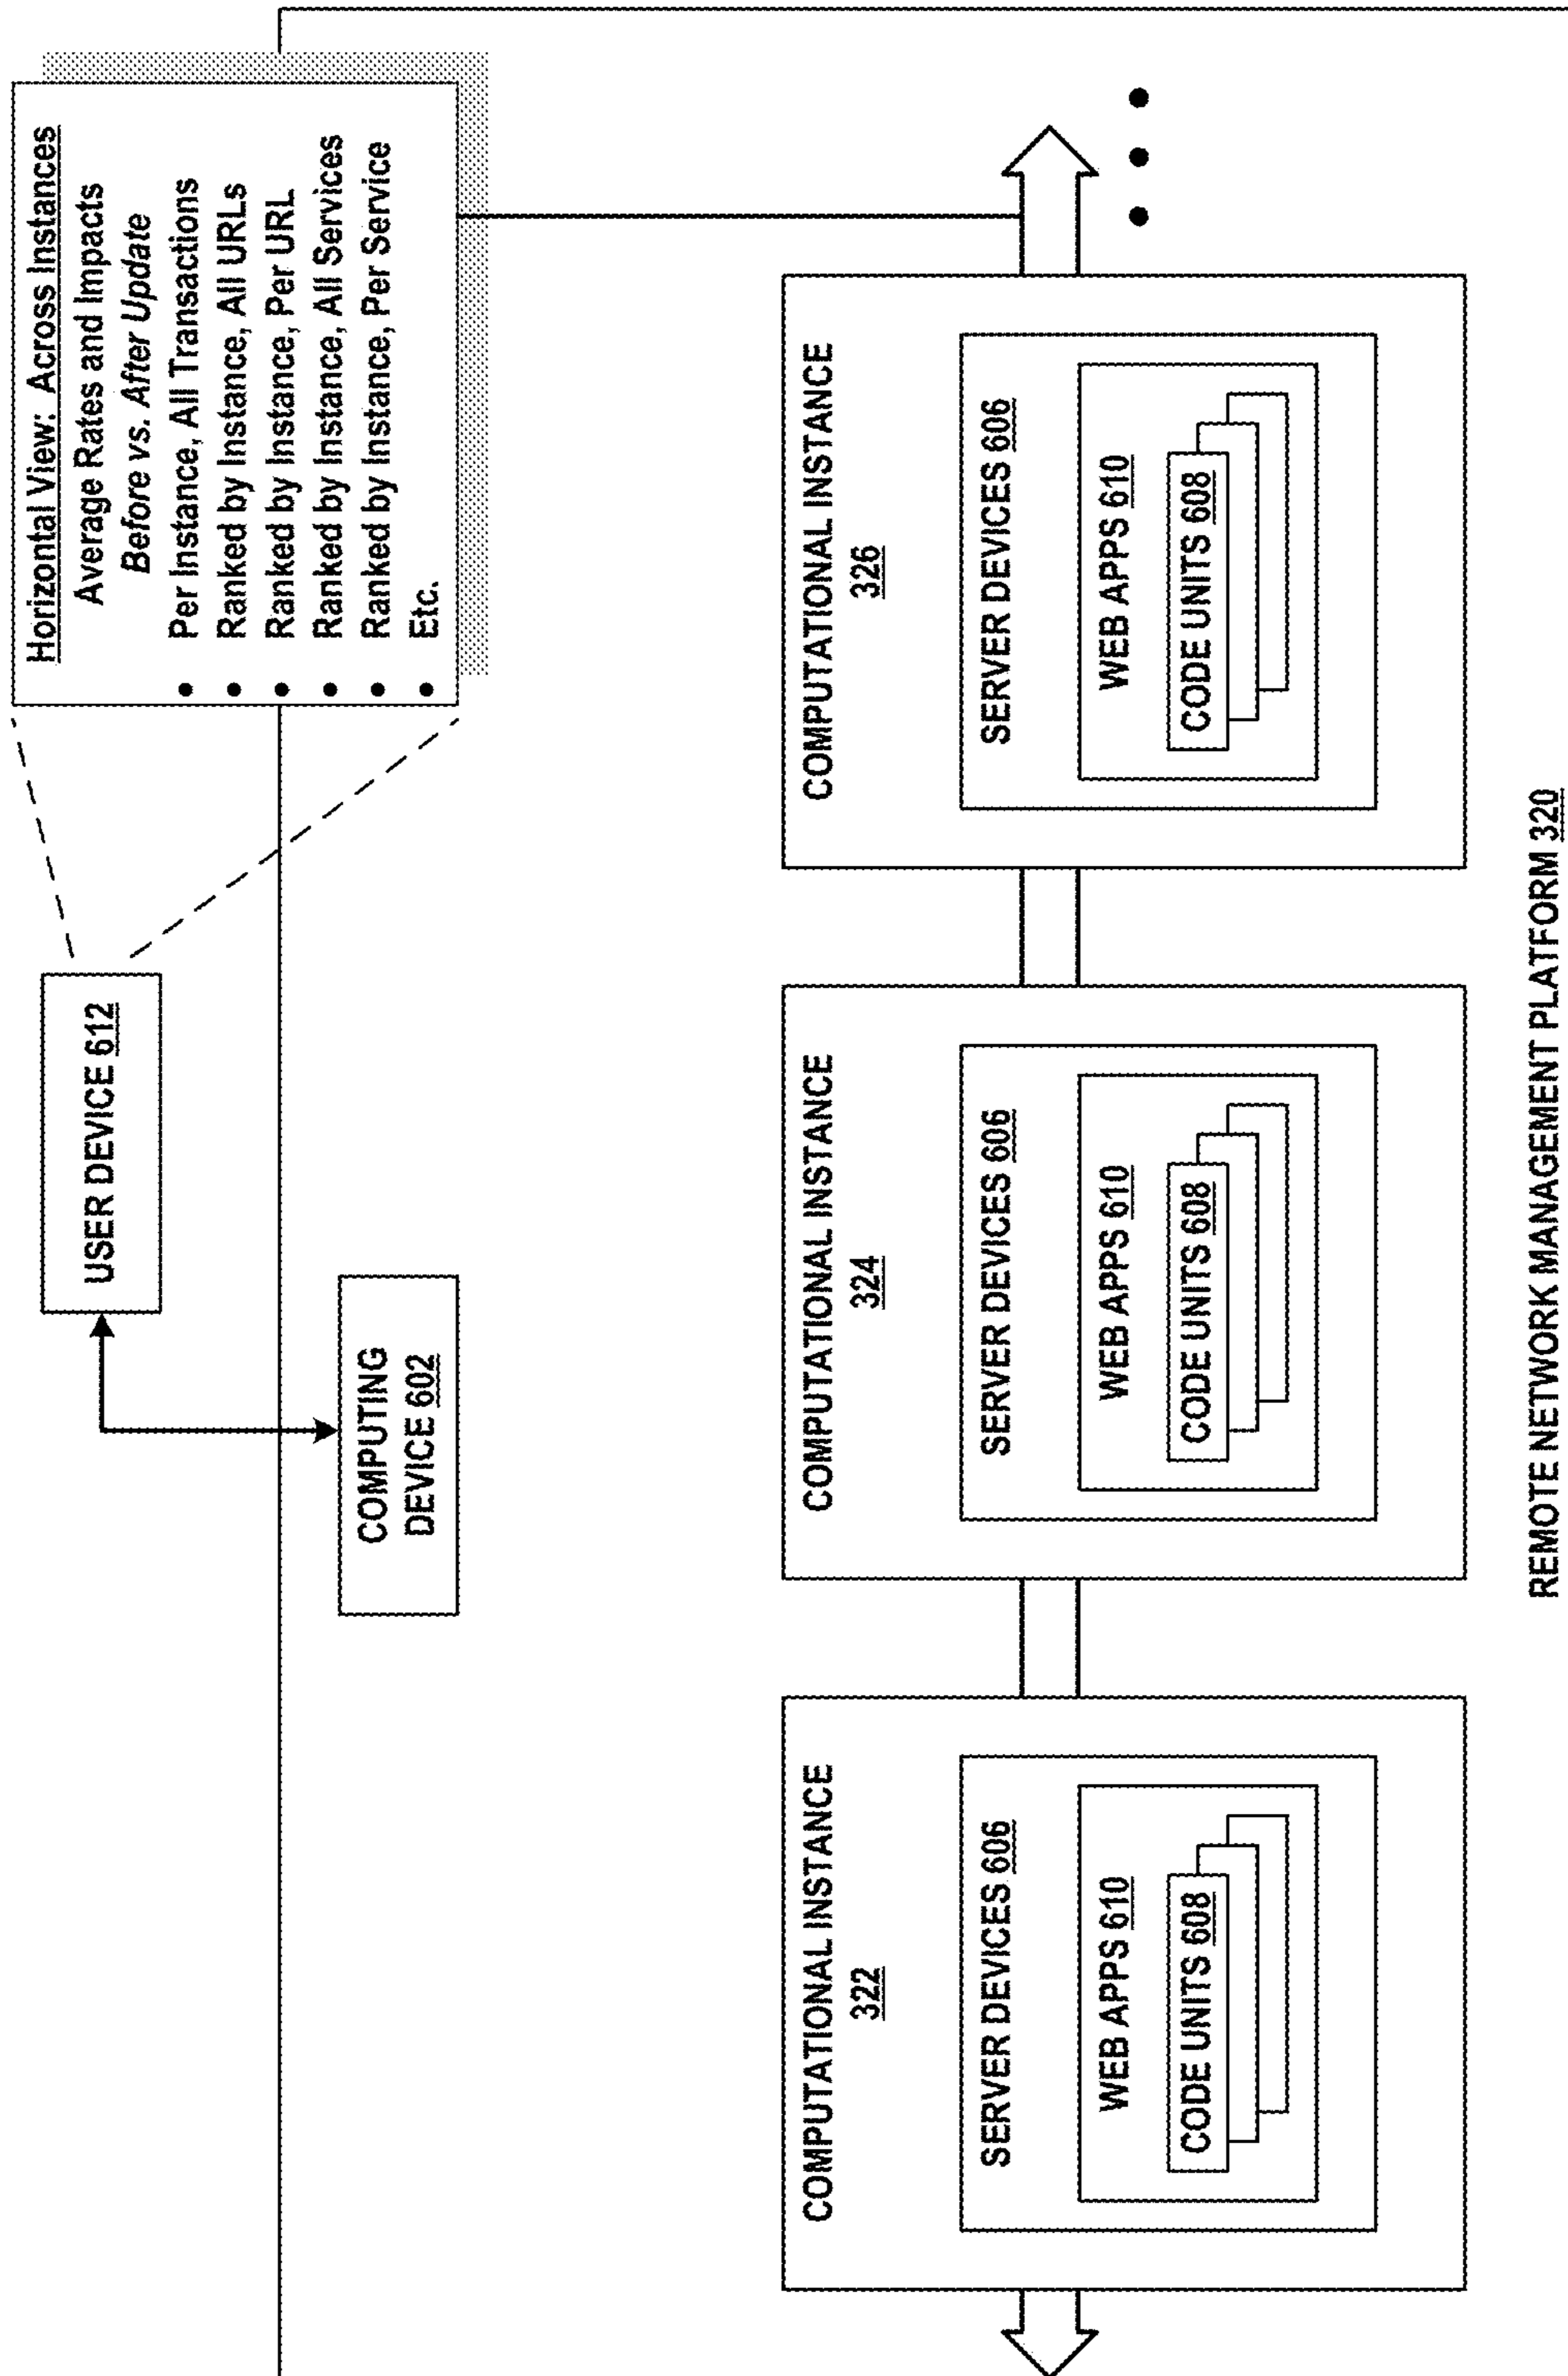 USER DEVICE 612
Horizontal View: Across Instances
Average Rates and Impacts
Before vs. After Update
• Per Instance, All Transactions
• Ranked by Instance, All URLs
• Ranked by Instance, Per URL
• Ranked by Instance, All Services
• Ranked by Instance, Per Service
• Etc.
COMPUTING
DEVICE 602
COMPUTATIONAL INSTANCE
322
SERVER DEVICES 606
WEB APPS 610
CODE UNITS 608
COMPUTATIONAL INSTANCE
324
SERVER DEVICES 606
WEB APPS 610
CODE UNITS 608
COMPUTATIONAL INSTANCE
326
SERVER DEVICES 606
WEB APPS 610
CODE UNITS 608
REMOTE NETWORK MANAGEMENT PLATFORM 320